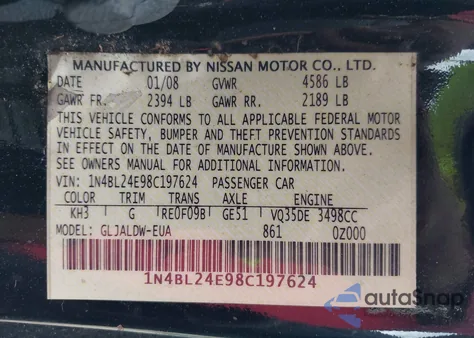 MANUFACTURED BY NISSAN MOTOR CO., LTD.
DATE 01/08 GVWR 4586 LB
GAWR FR. 2394 LB GAWR RR. 2189 LB
THIS VEHICLE CONFORMS TO ALL APPLICABLE FEDERAL MOTOR
VEHICLE SAFETY, BUMPER AND THEFT PREVENTION STANDARDS
IN EFFECT ON THE DATE OF MANUFACTURE SHOWN ABOVE.
SEE OWNERS MANUAL FOR ADDITIONAL INFORMATION.
VIN: 1N4BL24E98C197624 PASSENGER CAR
COLOR TRIM TRANS AXLE ENGINE
KH3 G RE0F09B GE51 VQ35DE 3498CC
MODEL: GLJALDW-EUA 861 0Z000
1N4BL24E98C197624
autoSnap